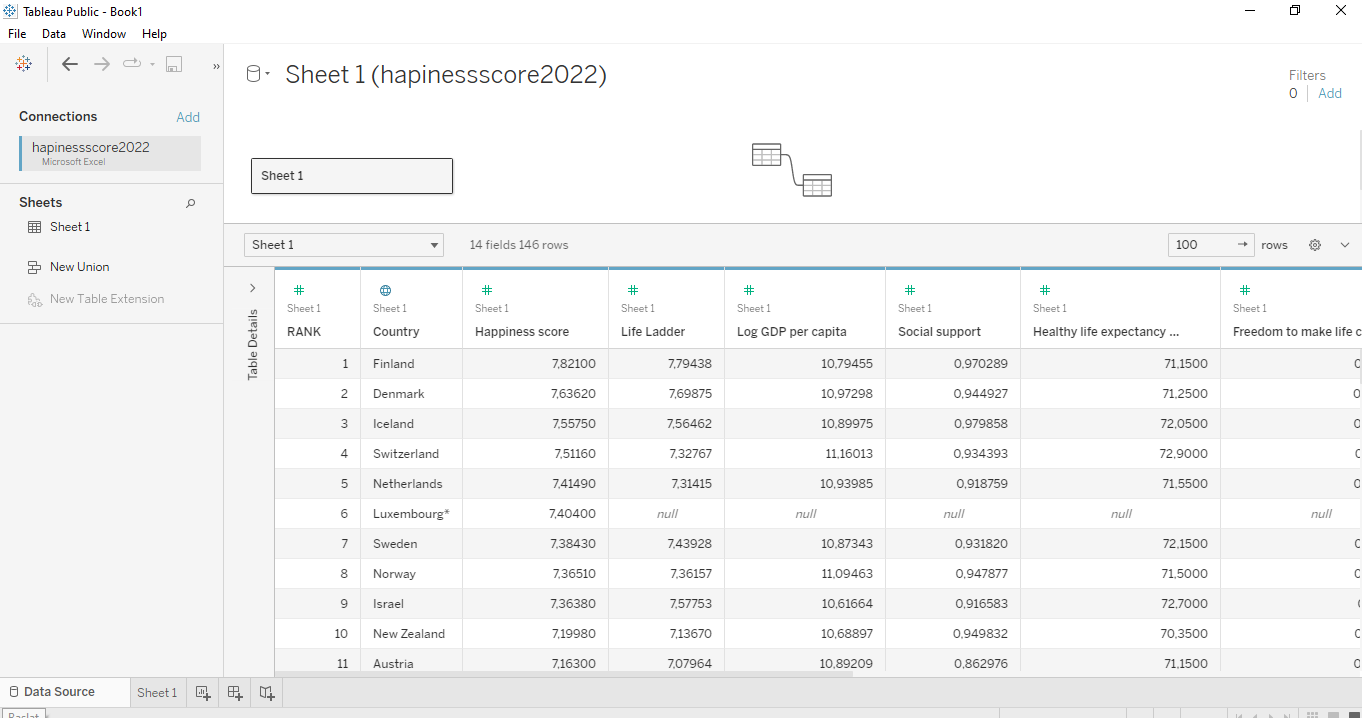 Tableau Public - Book1
File Data Window Help
Sheet 1 (hapinessscore2022)
Filters
0 Add
Connections Add
hapinessscore2022
Microsoft Excel
Sheets
Sheet 1
New Union
New Table Extension
Sheet 1
Sheet 1 14 fields 146 rows 100 rows
Table Details
Sheet 1 Sheet 1 Sheet 1 Sheet 1 Sheet 1 Sheet 1 Sheet 1 Sheet 1
RANK Country Happiness score Life Ladder Log GDP per capita Social support Healthy life expectancy ... Freedom to make life c
1 Finland 7,82100 7,79438 10,79455 0,970289 71,1500
2 Denmark 7,63620 7,69875 10,97298 0,944927 71,2500
3 Iceland 7,55750 7,56462 10,89975 0,979858 72,0500
4 Switzerland 7,51160 7,32767 11,16013 0,934393 72,9000
5 Netherlands 7,41490 7,31415 10,93985 0,918759 71,5500
6 Luxembourg* 7,40400 null null null null null
7 Sweden 7,38430 7,43928 10,87343 0,931820 72,1500
8 Norway 7,36510 7,36157 11,09463 0,947877 71,5000
9 Israel 7,36380 7,57753 10,61664 0,916583 72,7000
10 New Zealand 7,19980 7,13670 10,68897 0,949832 70,3500
11 Austria 7,16300 7,07964 10,89209 0,862976 71,1500
Data Source Sheet 1